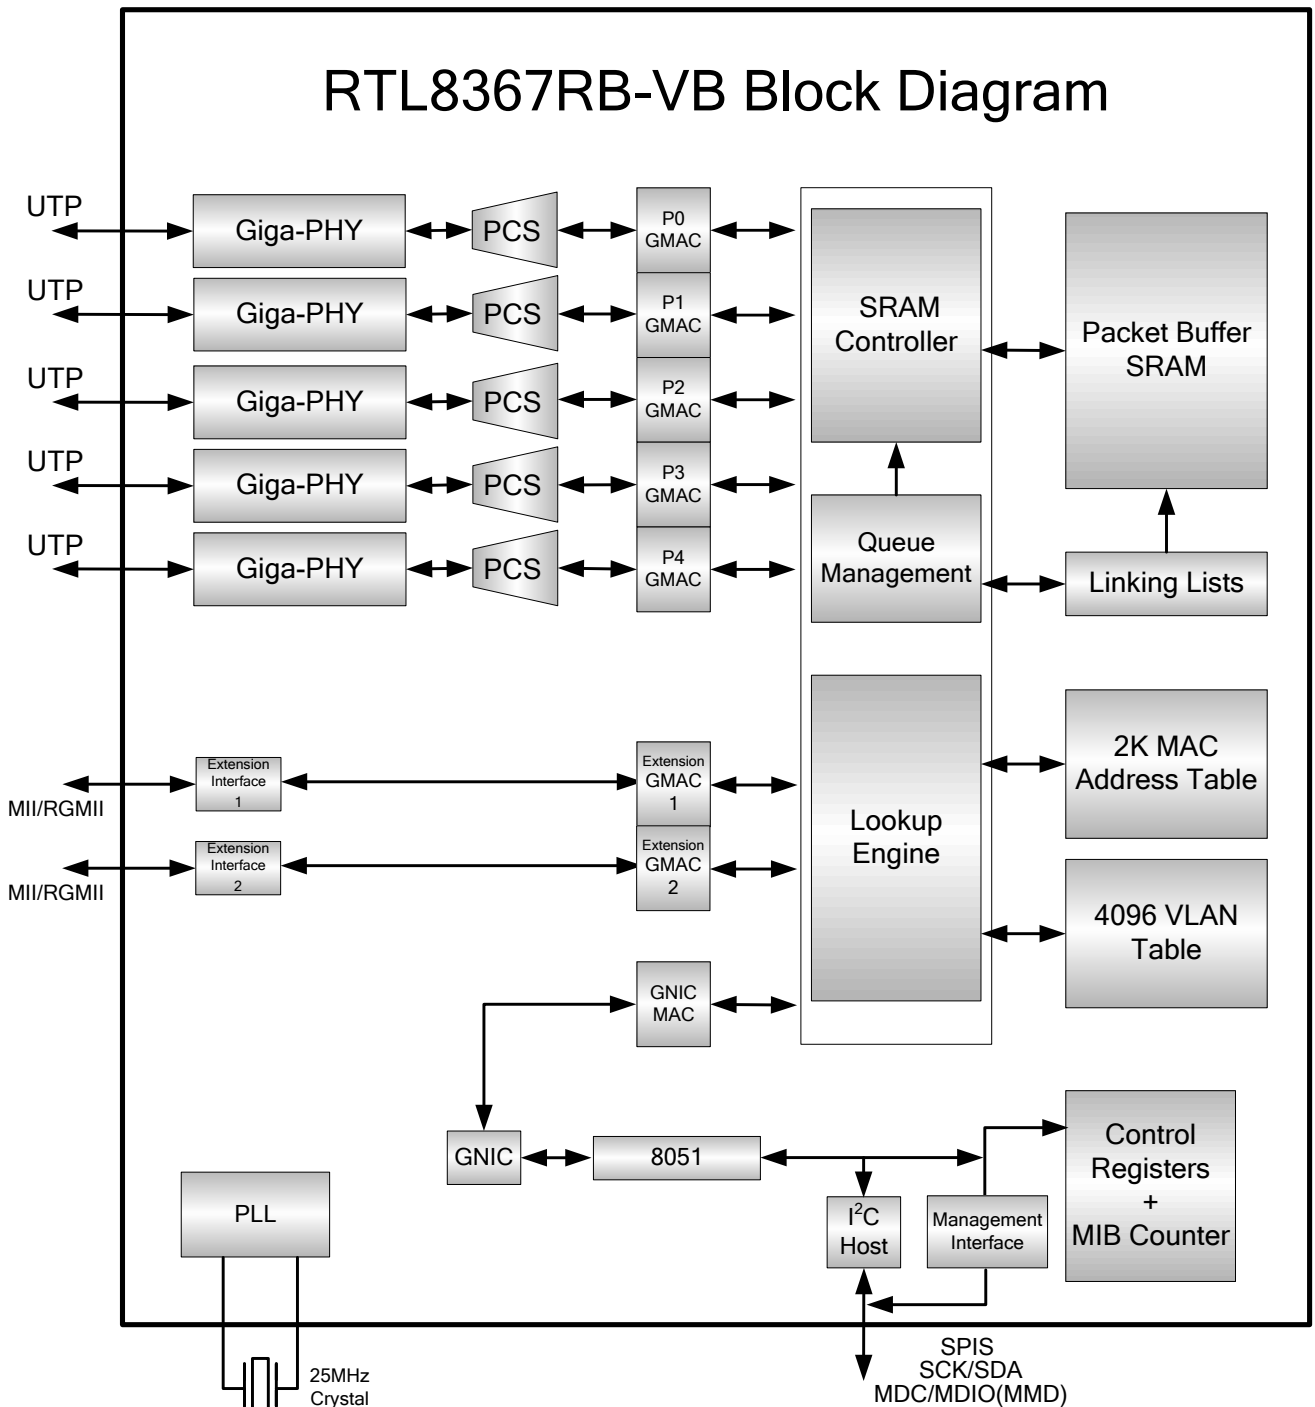 RTL8367RB-VB Block Diagram
UTP
Giga-PHY
PCS
P0
GMAC
SRAM
Controller
Packet Buffer
SRAM
UTP
Giga-PHY
PCS
P1
GMAC
UTP
Giga-PHY
PCS
P2
GMAC
UTP
Giga-PHY
PCS
P3
GMAC
UTP
Giga-PHY
PCS
P4
GMAC
Queue
Management
Linking Lists
MII/RGMII
Extension
Interface
1
Extension
GMAC
1
Lookup
Engine
2K MAC
Address Table
MII/RGMII
Extension
Interface
2
Extension
GMAC
2
4096 VLAN
Table
GNIC
MAC
GNIC
8051
I²C
Host
Management
Interface
Control
Registers
+
MIB Counter
PLL
25MHz
Crystal
SPIS
SCK/SDA
MDC/MDIO(MMD)